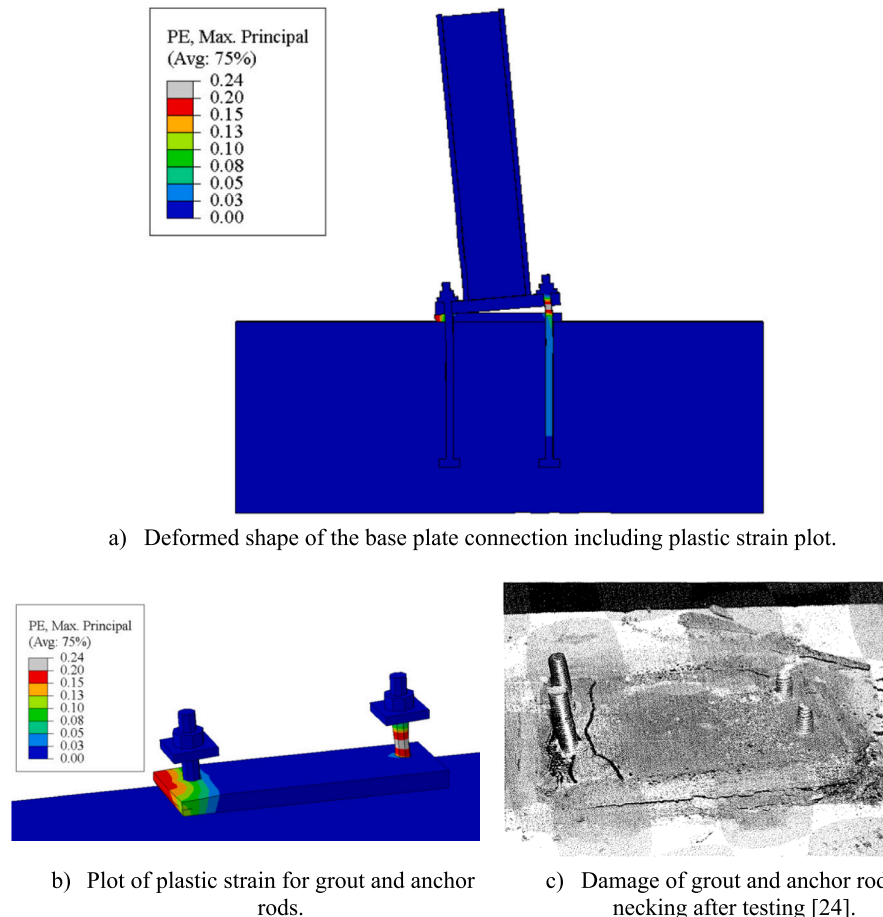 PE, Max. Principal
(Avg: 75%)
0.24
0.20
0.15
0.13
0.10
0.08
0.05
0.03
0.00
a) Deformed shape of the base plate connection including plastic strain plot.
PE, Max. Principal
(Avg: 75%)
0.24
0.20
0.15
0.13
0.10
0.08
0.05
0.03
0.00
b) Plot of plastic strain for grout and anchor
rods.
c) Damage of grout and anchor rod
necking after testing [24].